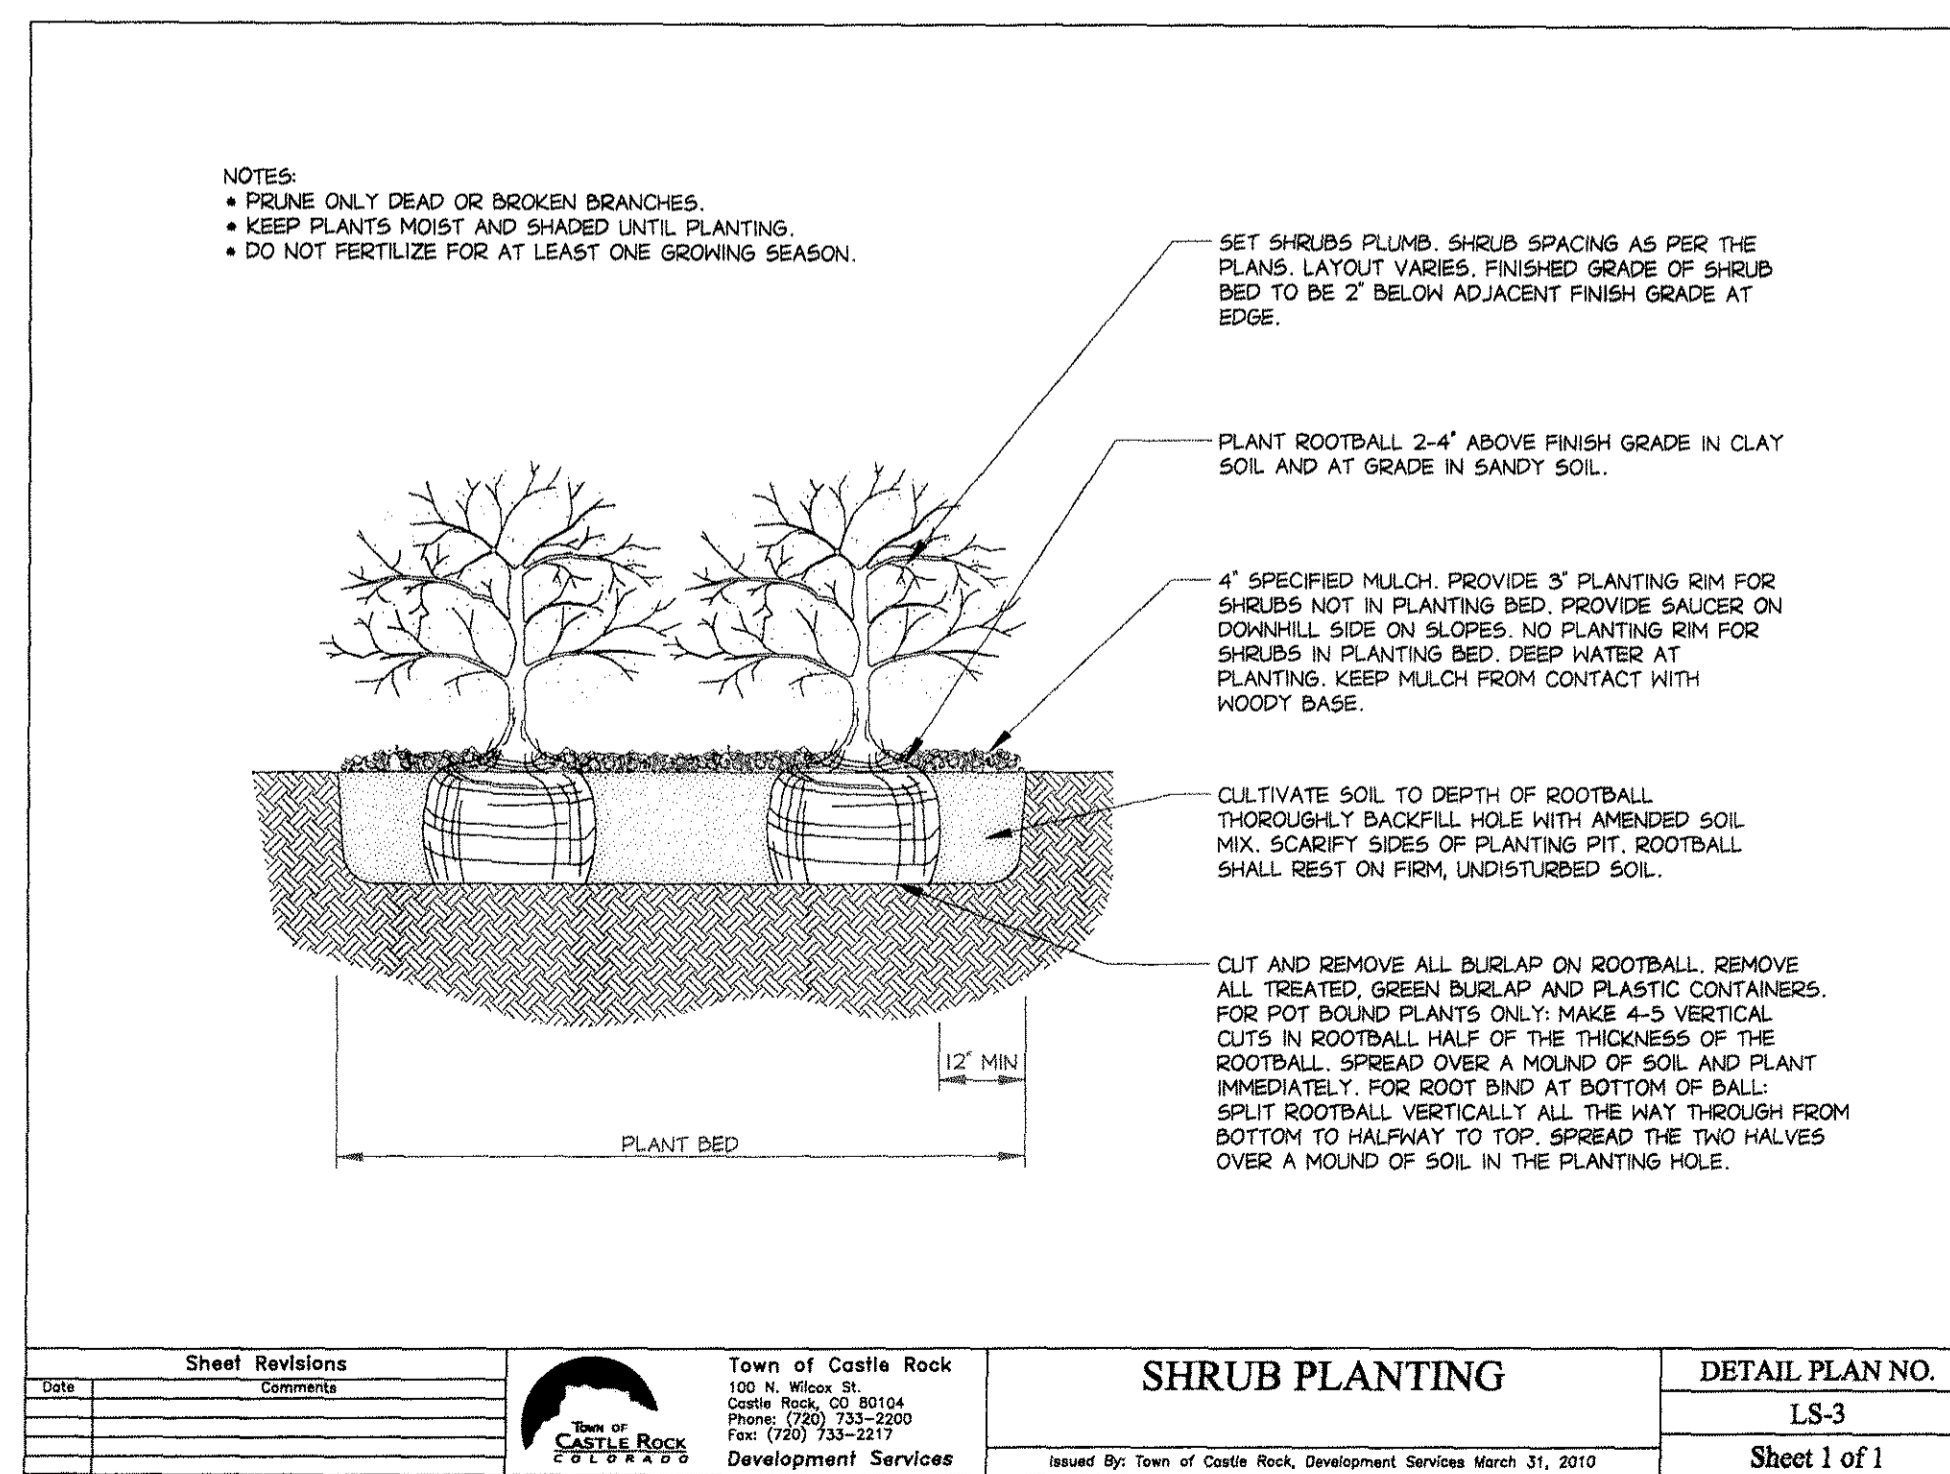 NOTES:
* PRUNE ONLY DEAD OR BROKEN BRANCHES.
* KEEP PLANTS MOIST AND SHADED UNTIL PLANTING.
* DO NOT FERTILIZE FOR AT LEAST ONE GROWING SEASON.
SET SHRUBS PLUMB. SHRUB SPACING AS PER THE
PLANS. LAYOUT VARIES. FINISHED GRADE OF SHRUB
BED TO BE 2" BELOW ADJACENT FINISH GRADE AT
EDGE.
PLANT ROOTBALL 2-4" ABOVE FINISH GRADE IN CLAY
SOIL AND AT GRADE IN SANDY SOIL.
4" SPECIFIED MULCH. PROVIDE 3" PLANTING RIM FOR
SHRUBS NOT IN PLANTING BED. PROVIDE SAUCER ON
DOWNHILL SIDE ON SLOPES. NO PLANTING RIM FOR
SHRUBS IN PLANTING BED. DEEP WATER AT
PLANTING. KEEP MULCH FROM CONTACT WITH
WOODY BASE.
CULTIVATE SOIL TO DEPTH OF ROOTBALL
THOROUGHLY BACKFILL HOLE WITH AMENDED SOIL
MIX. SCARIFY SIDES OF PLANTING PIT. ROOTBALL
SHALL REST ON FIRM, UNDISTURBED SOIL.
CUT AND REMOVE ALL BURLAP ON ROOTBALL. REMOVE
ALL TREATED, GREEN BURLAP AND PLASTIC CONTAINERS.
FOR POT BOUND PLANTS ONLY: MAKE 4-5 VERTICAL
CUTS IN ROOTBALL HALF OF THE THICKNESS OF THE
ROOTBALL. SPREAD OVER A MOUND OF SOIL AND PLANT
IMMEDIATELY. FOR ROOT BIND AT BOTTOM OF BALL:
SPLIT ROOTBALL VERTICALLY ALL THE WAY THROUGH FROM
BOTTOM TO HALFWAY TO TOP. SPREAD THE TWO HALVES
OVER A MOUND OF SOIL IN THE PLANTING HOLE.
12" MIN
PLANT BED
Sheet Revisions
Date Comments
TOWN OF
CASTLE ROCK
COLORADO
Town of Castle Rock
100 N. Wilcox St.
Castle Rock, CO 80104
Phone: (720) 733-2200
Fax: (720) 733-2217
Development Services
SHRUB PLANTING
Issued By: Town of Castle Rock, Development Services March 31, 2010
DETAIL PLAN NO.
LS-3
Sheet 1 of 1